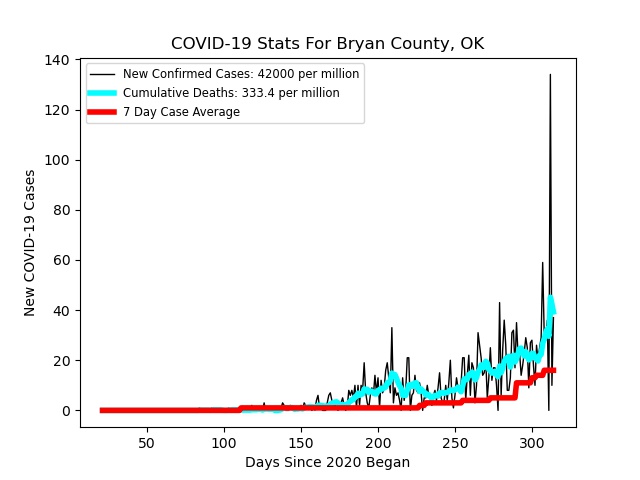 COVID-19 Stats For Bryan County, OK
New Confirmed Cases: 42000 per million
Cumulative Deaths: 333.4 per million
7 Day Case Average
New COVID-19 Cases
140
120
100
80
60
40
20
0
50 100 150 200 250 300
Days Since 2020 Began